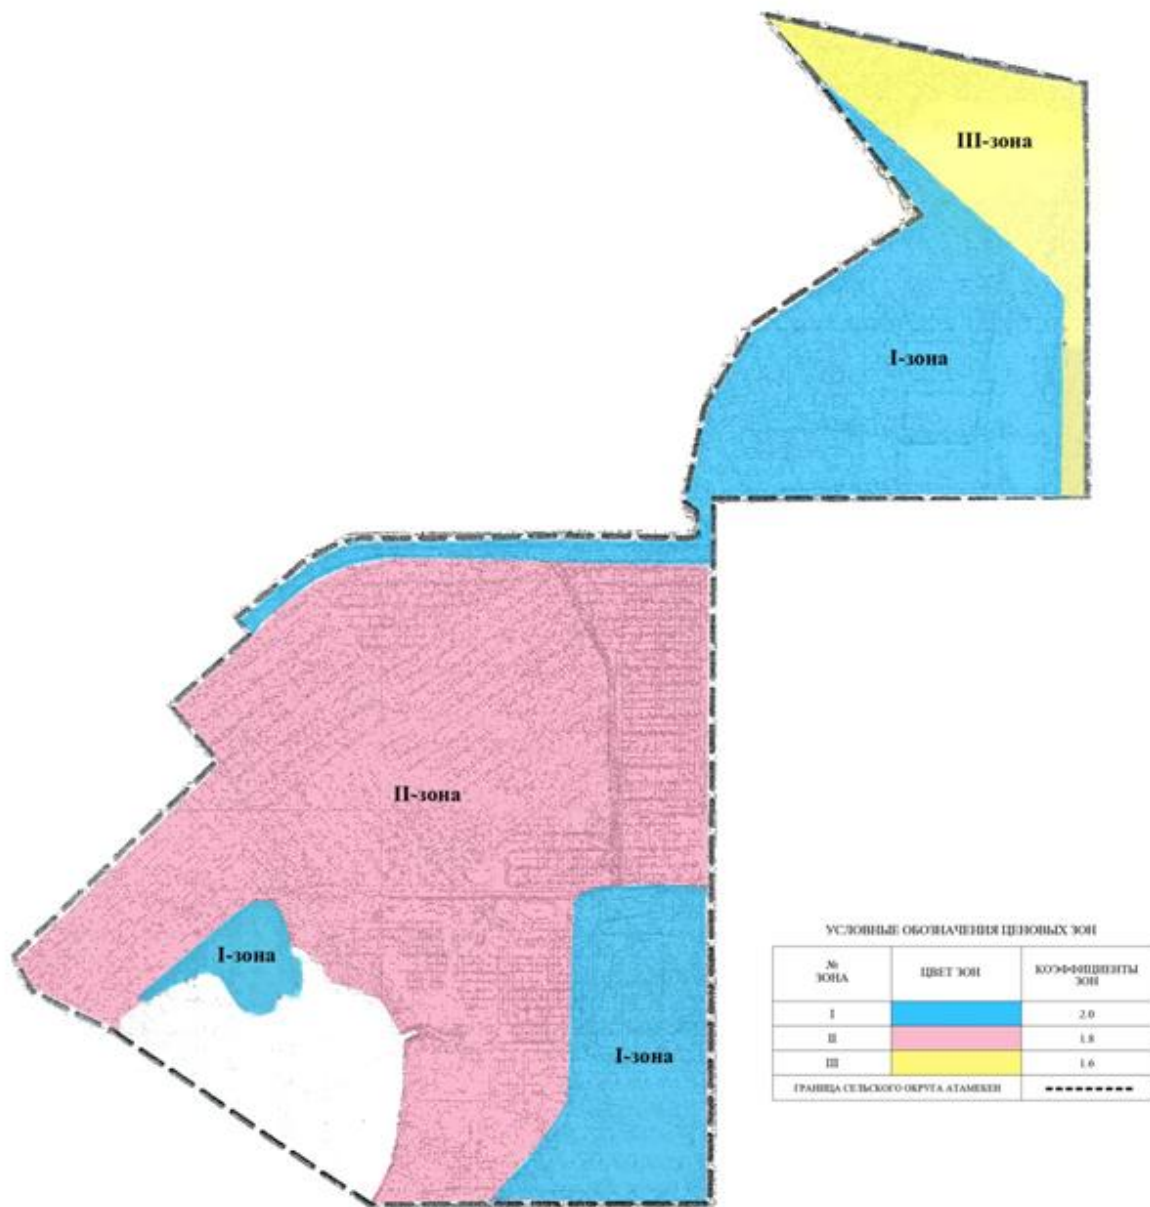 III-зона
I-зона
II-зона
I-зона
I-зона
УСЛОВНЫЕ ОБОЗНАЧЕНИЯ ЦЕНОВЫХ ЗОН
№ ЦВЕТ ЗОН КОЭФФИЦИЕНТЫ
ЗОНА ЗОН
I 2.0
II 1.8
III 1.6
ГРАНИЦА СЕЛЬСКОГО ОКРУГА АТАМЕКЕН